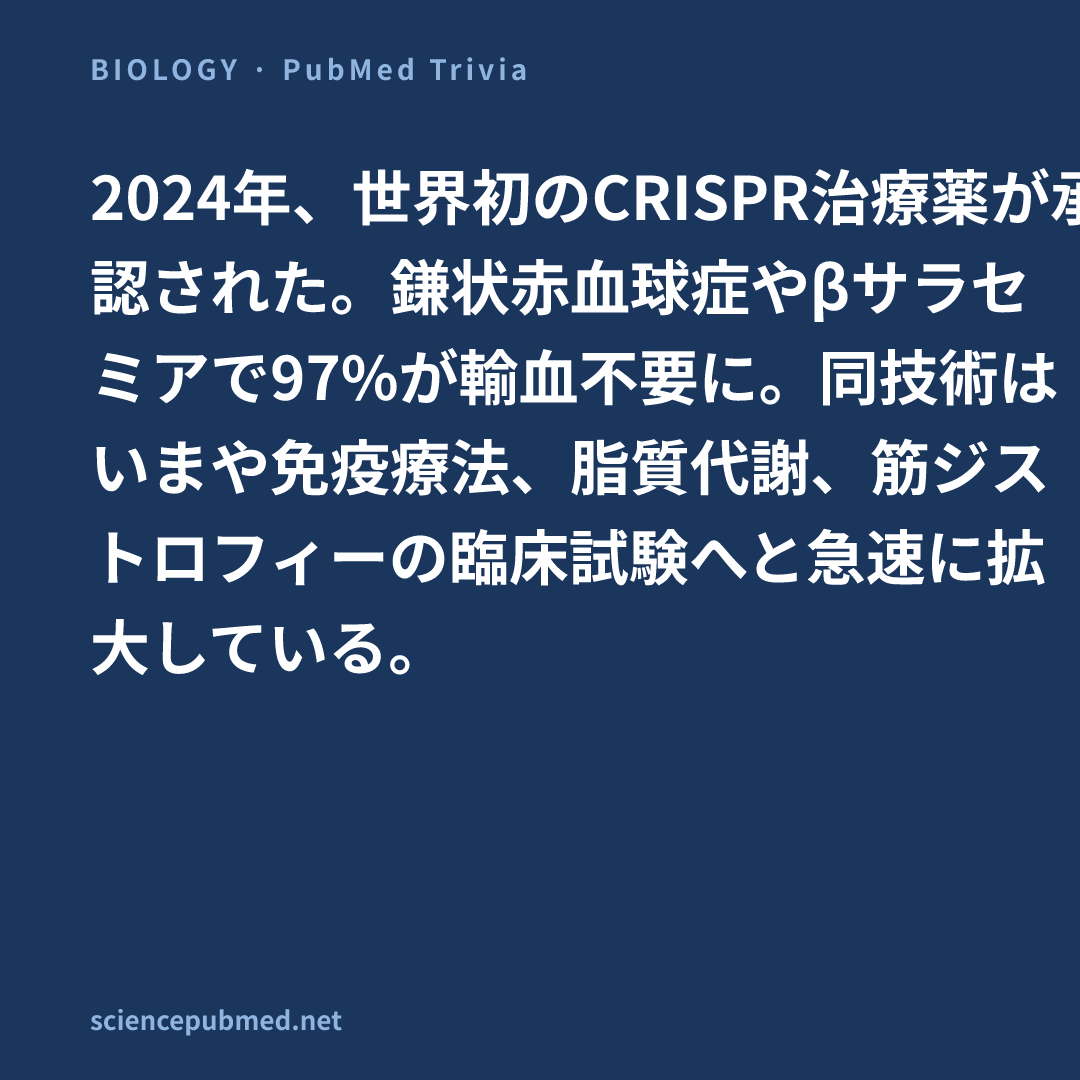 BIOLOGY · PubMed Trivia
2024年、世界初のCRISPR治療薬が承
認された。鎌状赤血球症やβサラセ
ミアで97%が輸血不要に。同技術は
いまや免疫療法、脂質代謝、筋ジス
トロフィーの臨床試験へと急速に拡
大している。
sciencepubmed.net